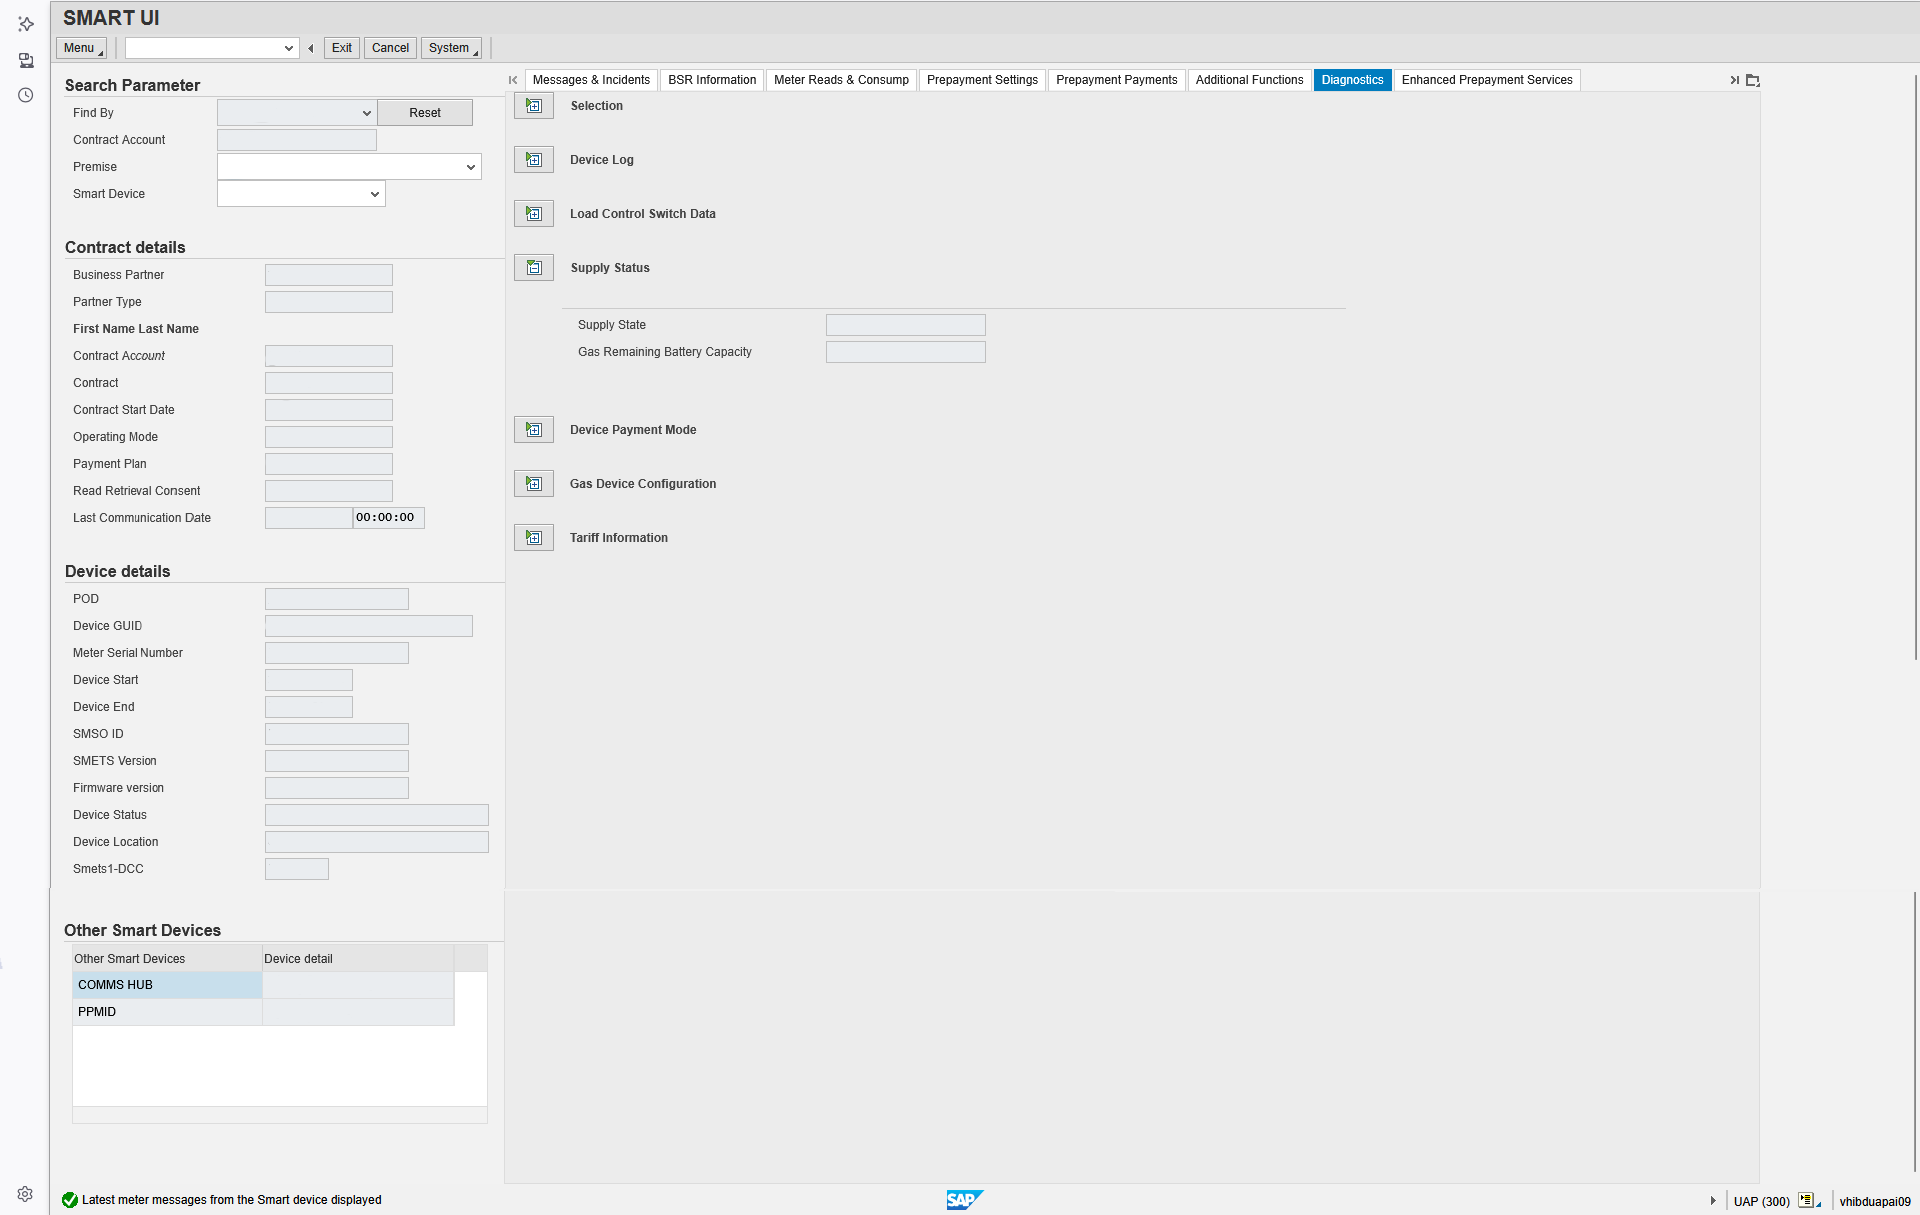 SMART UI
Menu
Exit
Cancel
System
Search Parameter
Find By
Reset
Contract Account
Premise
Smart Device
Contract details
Business Partner
Partner Type
First Name Last Name
Contract Account
Contract
Contract Start Date
Operating Mode
Payment Plan
Read Retrieval Consent
Last Communication Date 00:00:00
Device details
POD
Device GUID
Meter Serial Number
Device Start
Device End
SMSO ID
SMETS Version
Firmware version
Device Status
Device Location
Smets1-DCC
Other Smart Devices
Other Smart Devices Device detail
COMMS HUB
PPMID
Messages & Incidents
BSR Information
Meter Reads & Consump
Prepayment Settings
Prepayment Payments
Additional Functions
Diagnostics
Enhanced Prepayment Services
Selection
Device Log
Load Control Switch Data
Supply Status
Supply State
Gas Remaining Battery Capacity
Device Payment Mode
Gas Device Configuration
Tariff Information
Latest meter messages from the Smart device displayed
SAP
UAP (300)
vhibduapai09